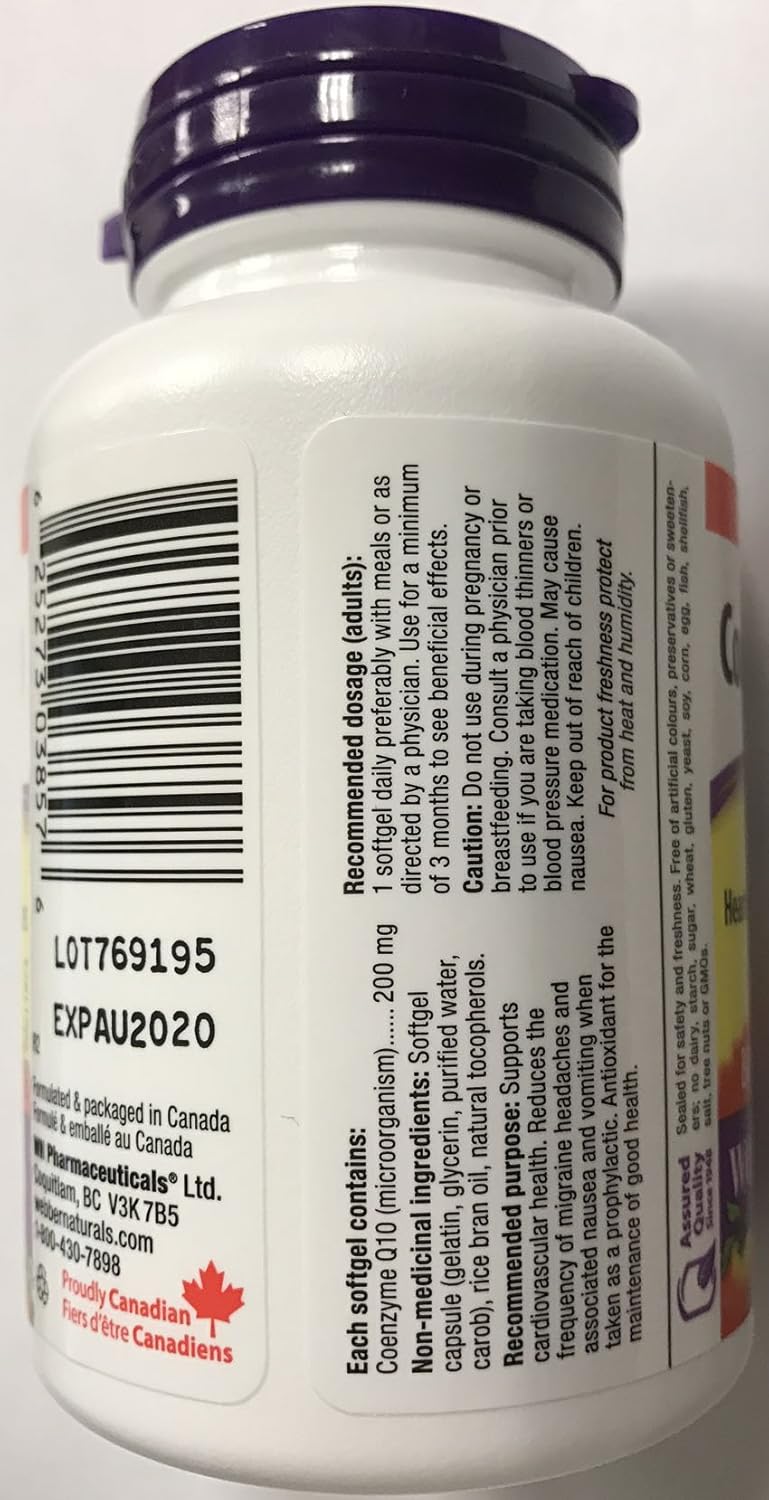 Each softgel contains:
Coenzyme Q10 (microorganism)...... 200 mg
Non-medicinal ingredients: Softgel
capsule (gelatin, glycerin, purified water,
carob), rice bran oil, natural tocopherols.
Recommended purpose: Supports
cardiovascular health. Reduces the
frequency of migraine headaches and
associated nausea and vomiting when
taken as a prophylactic. Antioxidant for the
maintenance of good health.
Recommended dosage (adults):
1 softgel daily preferably with meals or as
directed by a physician. Use for a minimum
of 3 months to see beneficial effects.
Caution: Do not use during pregnancy or
breastfeeding. Consult a physician prior
to use if you are taking blood thinners or
blood pressure medication. May cause
nausea. Keep out of reach of children.
For product freshness protect
from heat and humidity.
Assured
Quality
Since 1946
Sealed for safety and freshness. Free of artificial colours, preservatives or sweeten-
ers; no dairy, starch, sugar, wheat, gluten, yeast, soy, corn, egg, fish, shellfish,
salt, tree nuts or GMOs.
6 25273 03857 6
LOT769195
EXPAU2020
R2
Formulated & packaged in Canada
Formulé & emballé au Canada
Pharmaceuticals® Ltd.
Coquitlam, BC V3K 7B5
webbernaturals.com
1-800-430-7898
Proudly Canadian
Fiers d'être Canadiens